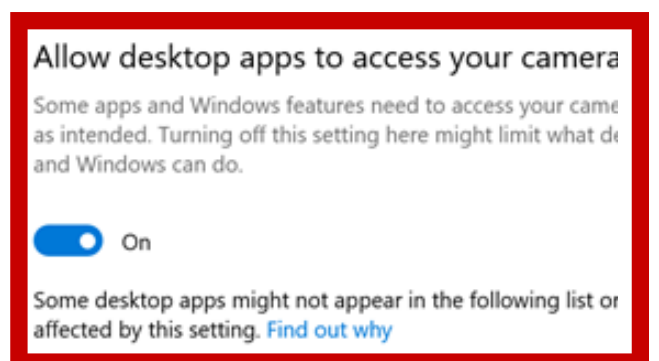 Allow desktop apps to access your camera
Some apps and Windows features need to access your came
as intended. Turning off this setting here might limit what de
and Windows can do.
On
Some desktop apps might not appear in the following list or
affected by this setting. Find out why